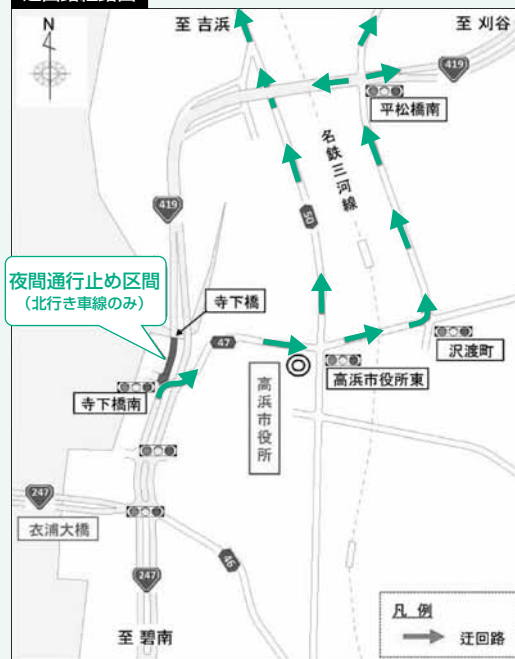 迂回路経路図
N
至 吉浜
至 刈谷
419
平松橋南
名鉄三河線
419
50
夜間通行止め区間
（北行き車線のみ）
寺下橋
47
沢渡町
高浜市役所東
寺下橋南
高浜市役所
247
衣浦大橋
46
247
至 碧南
凡 例
迂回路